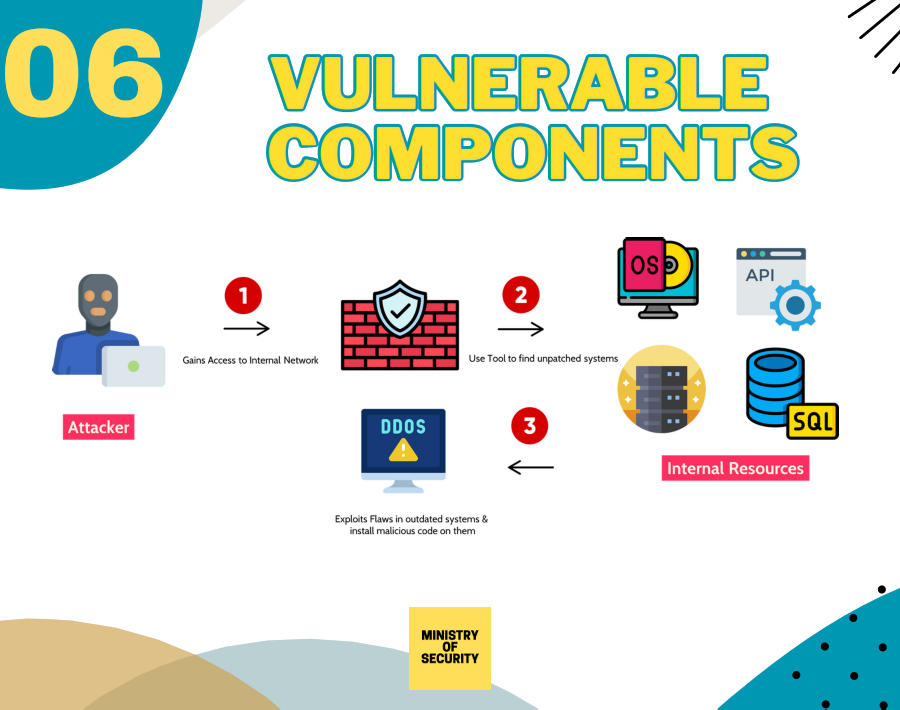 06
VULNERABLE
COMPONENTS
1
Gains Access to Internal Network
2
Use Tool to find unpatched systems
OS
API
SQL
Attacker
Internal Resources
3
DDOS
Exploits Flaws in outdated systems &
install malicious code on them
MINISTRY
OF
SECURITY